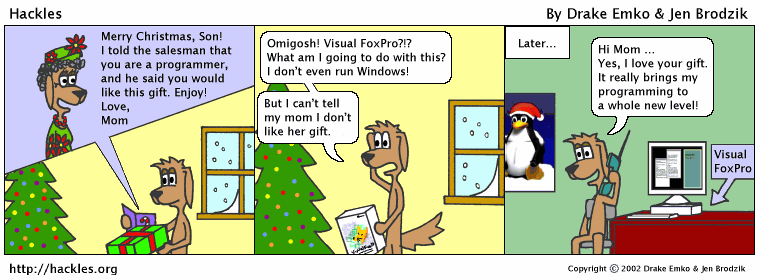 Hackles
By Drake Emko & Jen Brodzik
Merry Christmas, Son!
I told the salesman that
you are a programmer,
and he said you would
like this gift. Enjoy!
Love,
Mom
Omigosh! Visual FoxPro?!?
What am I going to do with this?
I don't even run Windows!
But I can't tell
my mom I don't
like her gift.
Later...
Hi Mom ...
Yes, I love your gift.
It really brings my
programming to
a whole new level!
Visual
FoxPro
http://hackles.org
Copyright © 2002 Drake Emko & Jen Brodzik